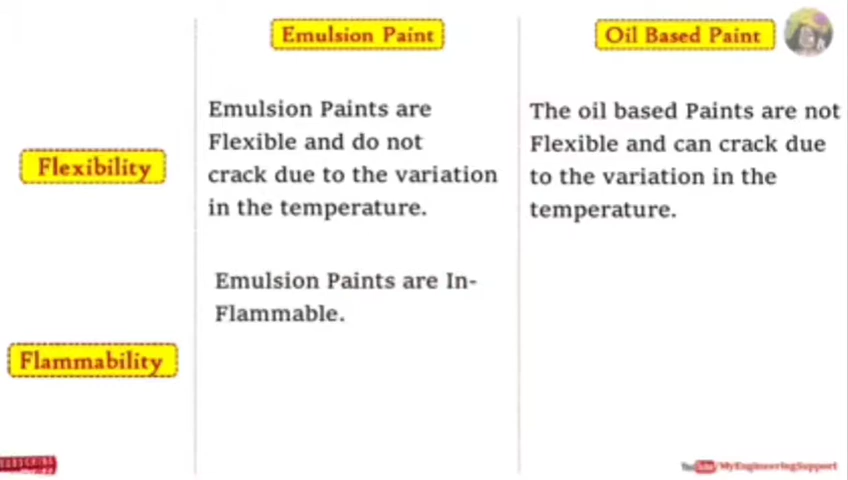 Emulsion Paint
Oil Based Paint
Flexibility
Emulsion Paints are
Flexible and do not
crack due to the variation
in the temperature.
The oil based Paints are not
Flexible and can crack due
to the variation in the
temperature.
Flammability
Emulsion Paints are In-
Flammable.
YouTube/MyEngineeringSupport